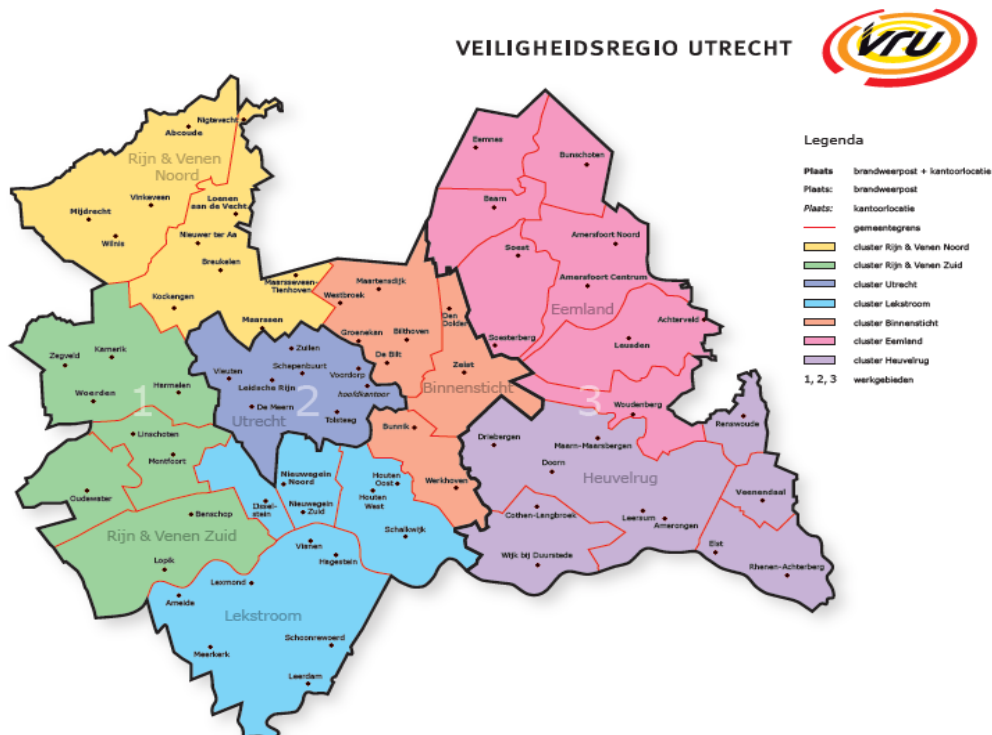 VEILIGHEIDSREGIO UTRECHT
vru
Legenda
Plaats brandweerpost + kantoorlocatie
Plaats: brandweerpost
Plaats: kantoorlocatie
gemeentegrens
cluster Rijn & Venen Noord
cluster Rijn & Venen Zuid
cluster Utrecht
cluster Lekstroom
cluster Binnensticht
cluster Eemland
cluster Heuvelrug
1, 2, 3 werkgebieden
Nigtevecht
Abcoude
Rijn & Venen
Noord
Vinkeveen
Loenen
aan de Vecht
Mijdrecht
Wilnis
Nieuwer ter Aa
Breukelen
Maarsseveen-
Tienhoven
Kockengen
Maarssen
Eemnes
Bunschoten
Baarn
Soest
Amersfoort Noord
Amersfoort Centrum
Eemland
Achterveld
Soesterberg
Leusden
Woudenberg
3
Maartensdijk
Westbroek
Den
Dolder
Groenekan
Bilthoven
De Bilt
Zeist
Binnensticht
Bunnik
Werkhoven
Zuilen
Schepenbuurt
Voordorp
hoofdkantoor
Vleuten
Leidsche Rijn
De Meern
2
Tolsteeg
Utrecht
Kamerik
Zegveld
Harmelen
Woerden
1
Linschoten
Montfoort
Oudewater
Benschop
Rijn & Venen Zuid
Lopik
Nieuwegein
Noord
IJssel-
stein
Nieuwegein
Zuid
Houten
Oost
Houten
West
Schalkwijk
Vianen
Hagestein
Lexmond
Ameide
Lekstroom
Schoonrewoerd
Meerkerk
Leerdam
Driebergen
Maarn-Maarsbergen
Renswoude
Doorn
Heuvelrug
Veenendaal
Cothen-Langbroek
Leersum
Amerongen
Wijk bij Duurstede
Elst
Rhenen-Achterberg